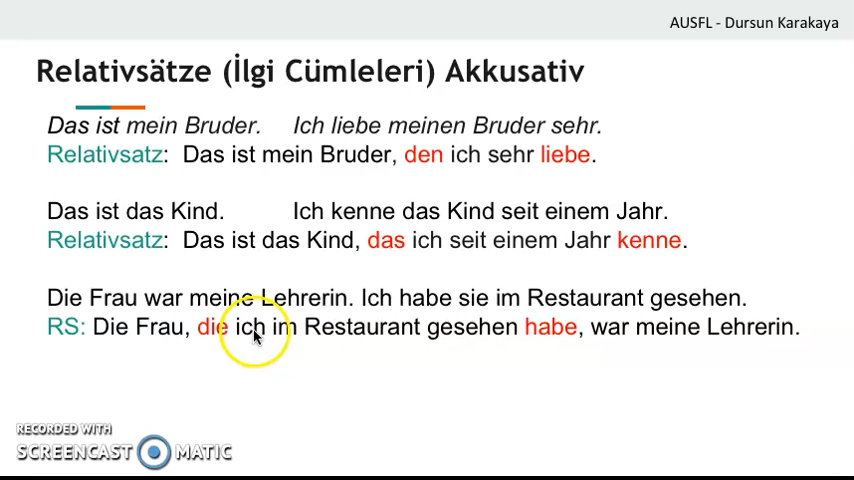 AUSFL - Dursun Karakaya
Relativsätze (İlgi Cümleleri) Akkusativ
Das ist mein Bruder. Ich liebe meinen Bruder sehr.
Relativsatz: Das ist mein Bruder, den ich sehr liebe.
Das ist das Kind. Ich kenne das Kind seit einem Jahr.
Relativsatz: Das ist das Kind, das ich seit einem Jahr kenne.
Die Frau war meine Lehrerin. Ich habe sie im Restaurant gesehen.
RS: Die Frau, die ich im Restaurant gesehen habe, war meine Lehrerin.
RECORDED WITH
SCREENCAST MATIC